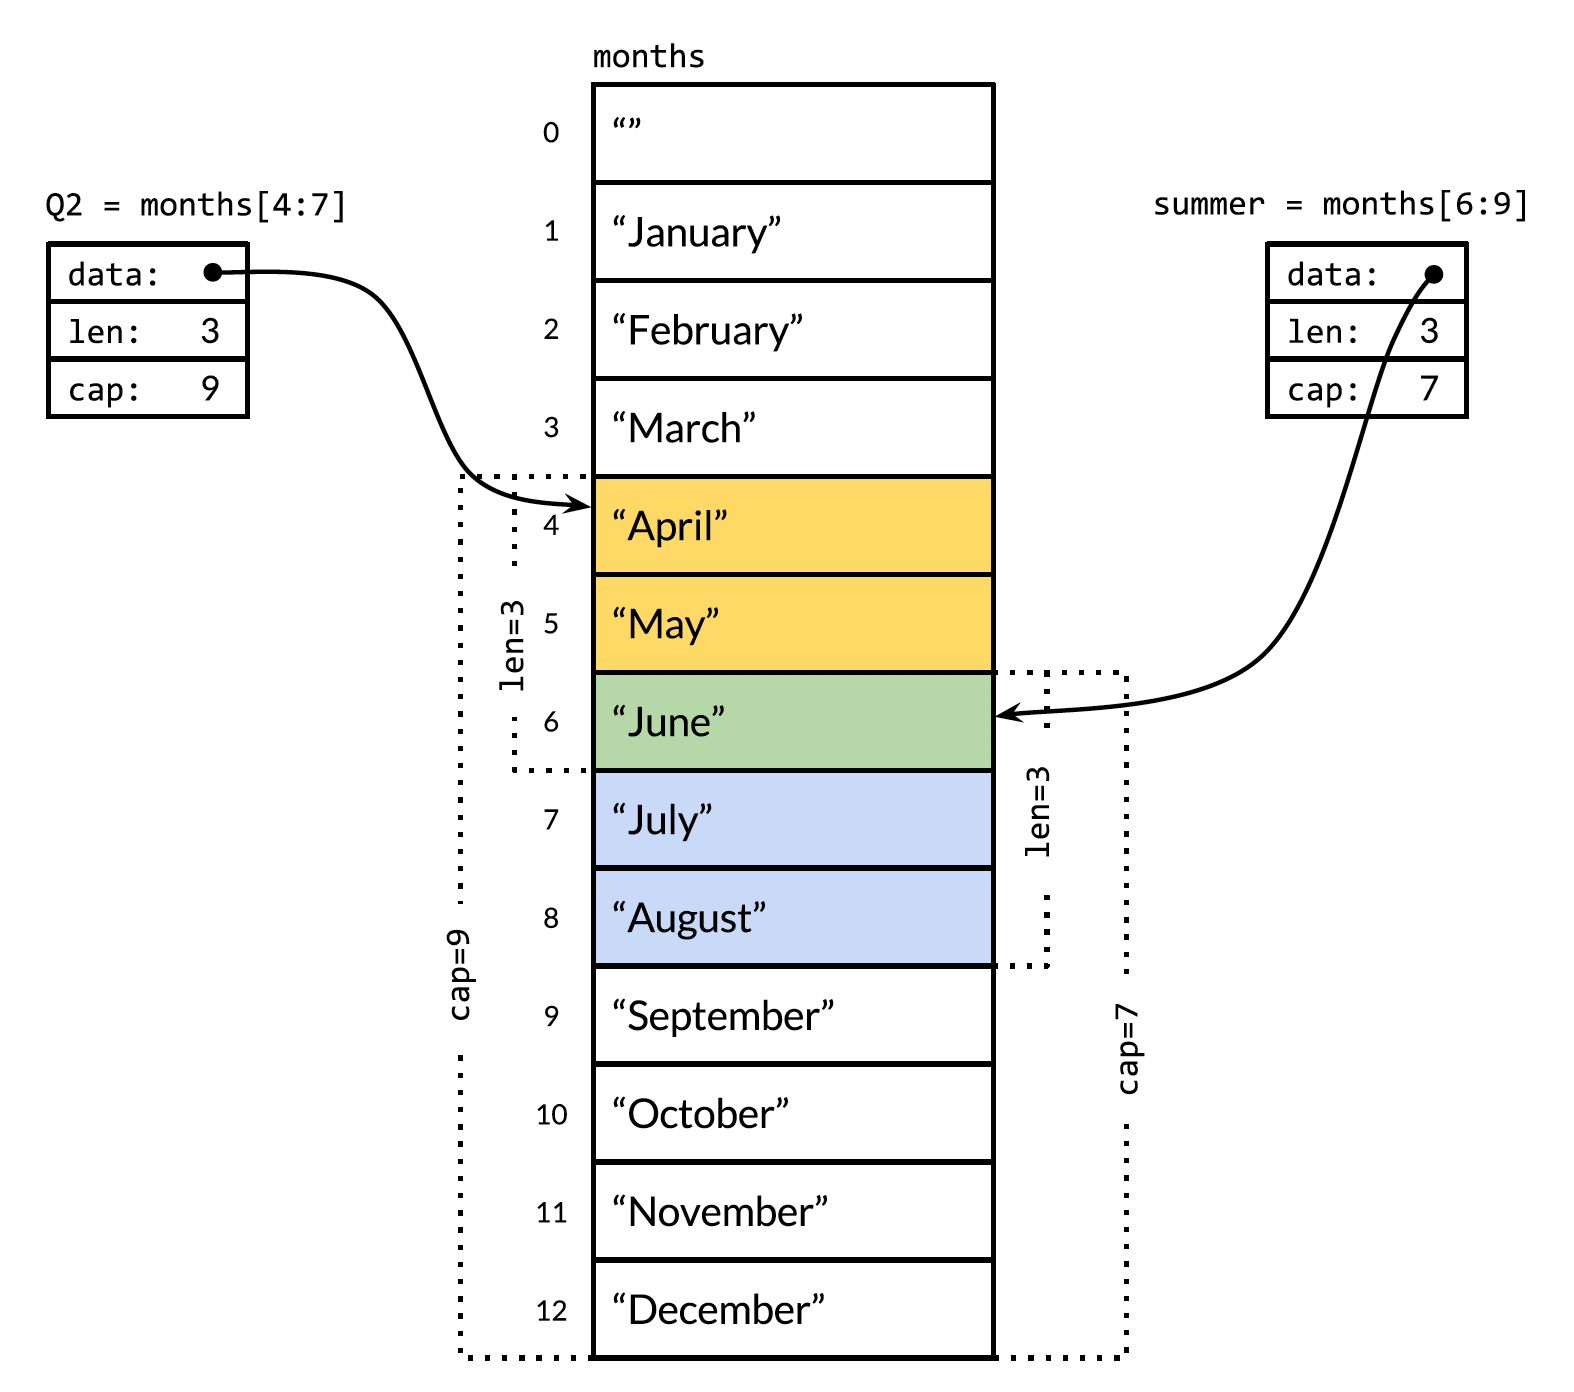 months
Q2 = months[4:7]
data:
len: 3
cap: 9
summer = months[6:9]
data:
len: 3
cap: 7
0 “”
1 “January”
2 “February”
3 “March”
4 “April”
5 “May”
6 “June”
7 “July”
8 “August”
9 “September”
10 “October”
11 “November”
12 “December”
len=3
cap=9
len=3
cap=7